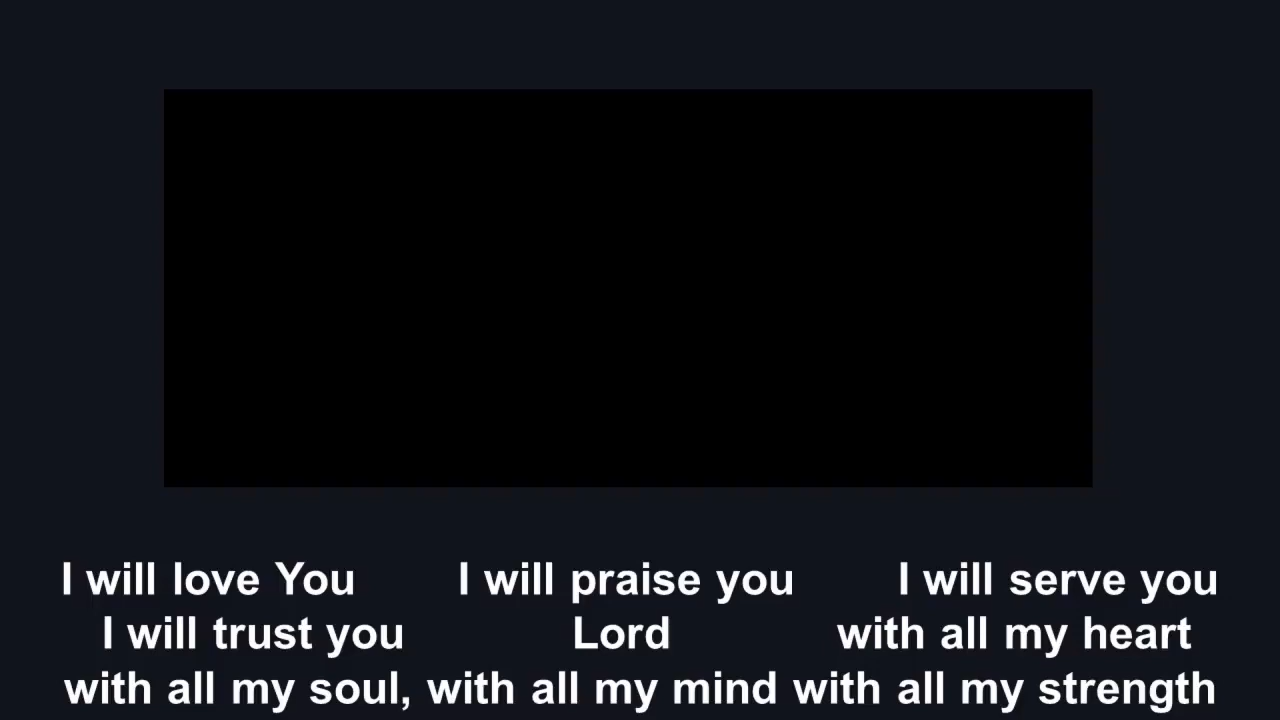 I will love You I will praise you I will serve you
I will trust you Lord with all my heart
with all my soul, with all my mind with all my strength